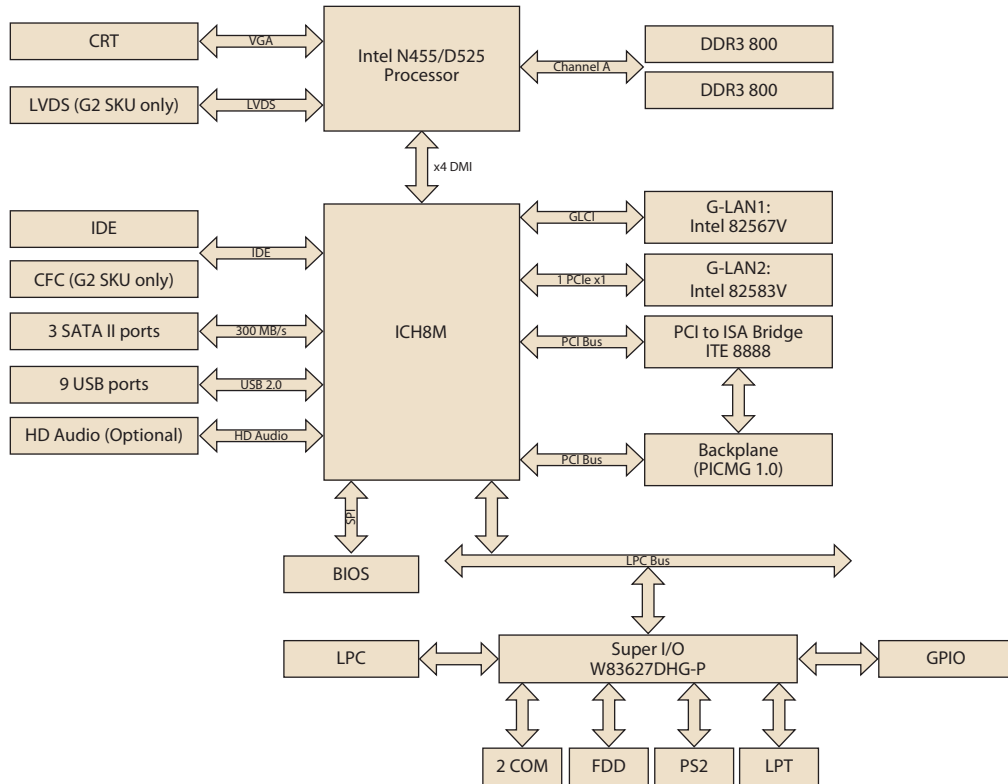 CRT
VGA
Intel N455/D525
Processor
Channel A
DDR3 800
DDR3 800
LVDS (G2 SKU only)
LVDS
x4 DMI
IDE
IDE
CFC (G2 SKU only)
3 SATA II ports
300 MB/s
9 USB ports
USB 2.0
HD Audio (Optional)
HD Audio
ICH8M
GLCI
G-LAN1:
Intel 82567V
1 PCIe x1
G-LAN2:
Intel 82583V
PCI Bus
PCI to ISA Bridge
ITE 8888
PCI Bus
Backplane
(PICMG 1.0)
SPI
BIOS
LPC Bus
LPC
Super I/O
W83627DHG-P
GPIO
2 COM
FDD
PS2
LPT